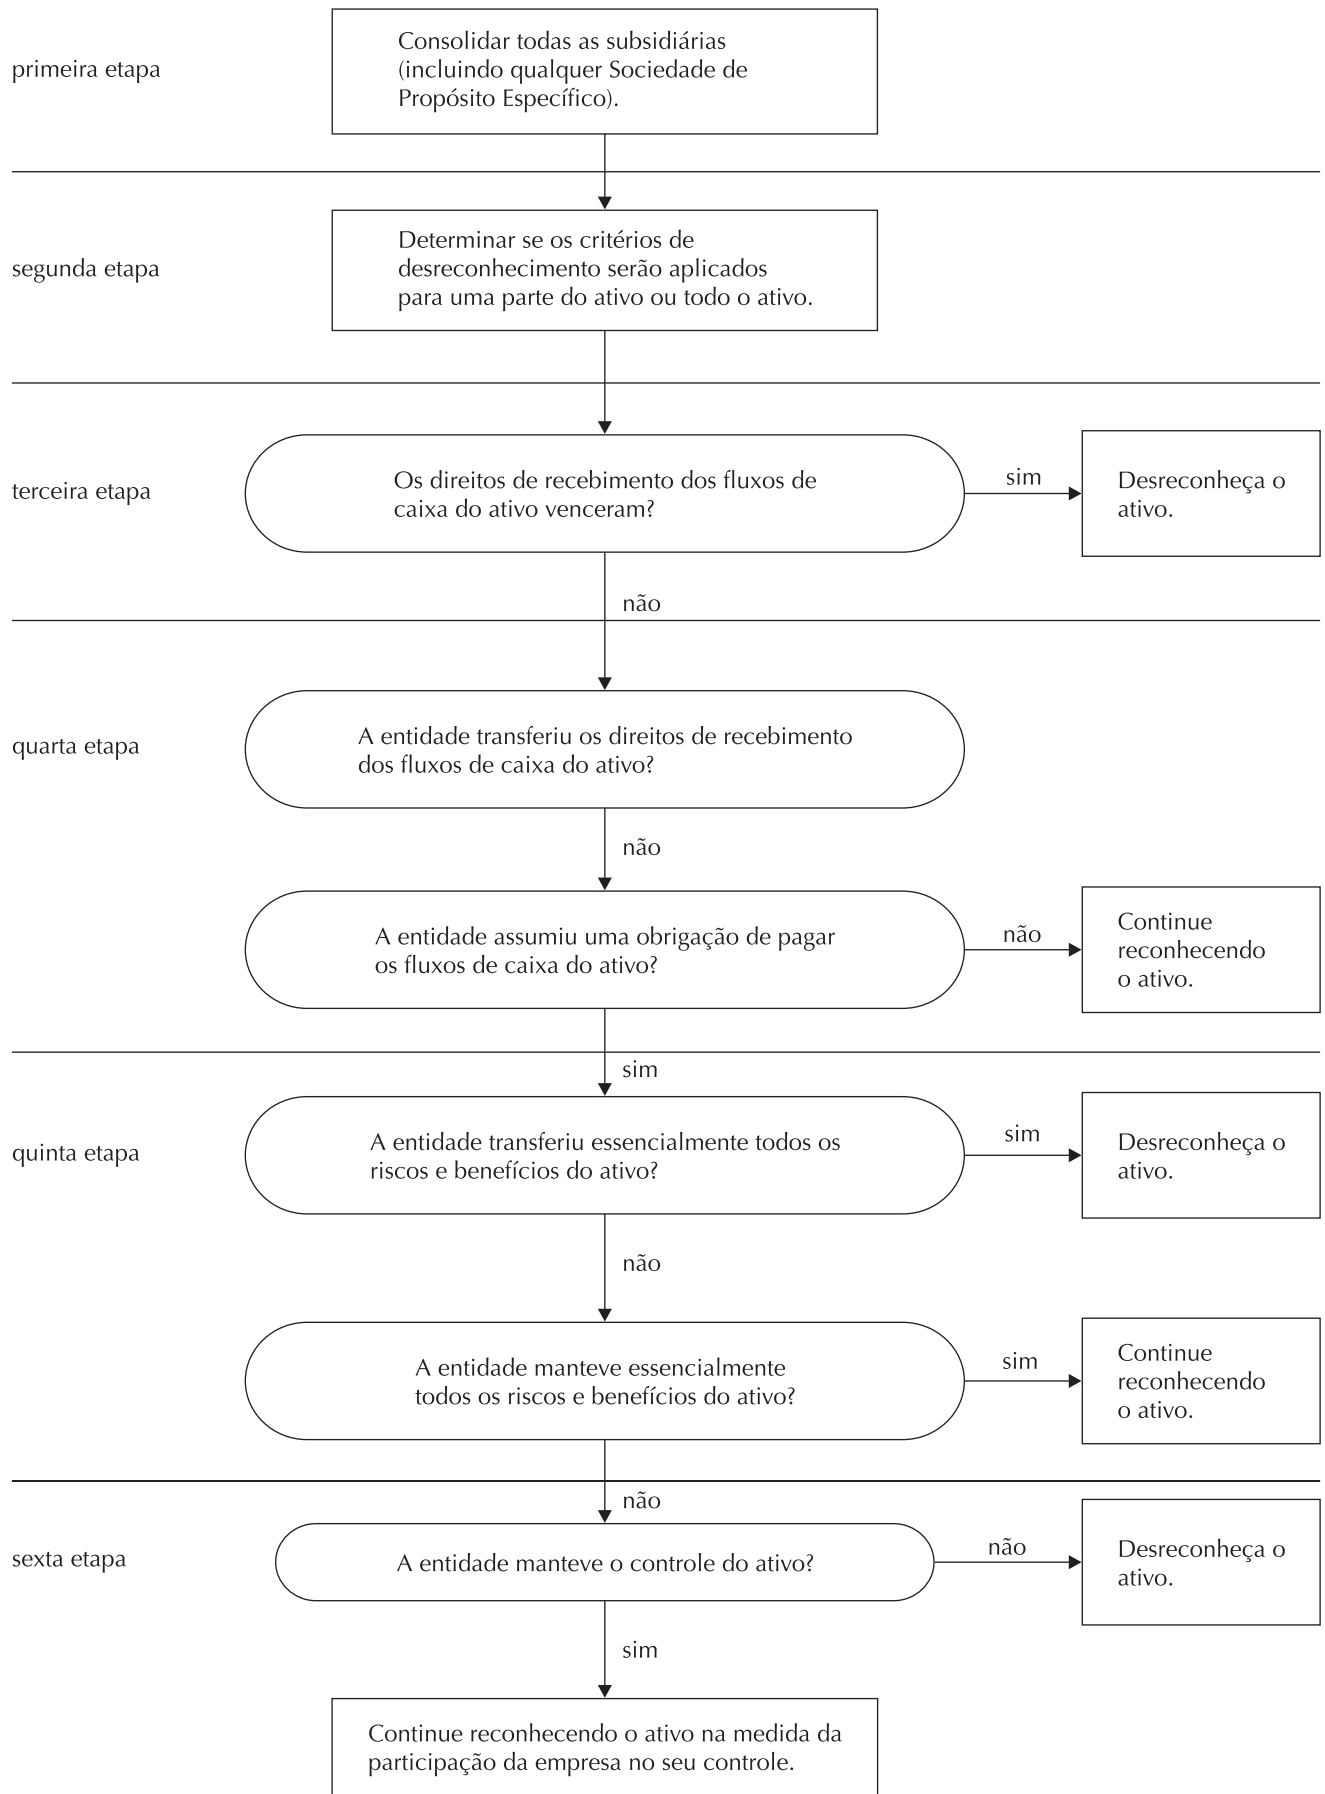 primeira etapa
Consolidar todas as subsidiárias
(incluindo qualquer Sociedade de
Propósito Específico).
segunda etapa
Determinar se os critérios de
desreconhecimento serão aplicados
para uma parte do ativo ou todo o ativo.
terceira etapa
Os direitos de recebimento dos fluxos de
caixa do ativo venceram?
sim
Desreconheça o
ativo.
não
quarta etapa
A entidade transferiu os direitos de recebimento
dos fluxos de caixa do ativo?
não
A entidade assumiu uma obrigação de pagar
os fluxos de caixa do ativo?
não
Continue
reconhecendo
o ativo.
sim
quinta etapa
A entidade transferiu essencialmente todos os
riscos e benefícios do ativo?
sim
Desreconheça o
ativo.
não
A entidade manteve essencialmente
todos os riscos e benefícios do ativo?
sim
Continue
reconhecendo
o ativo.
não
sexta etapa
A entidade manteve o controle do ativo?
não
Desreconheça o
ativo.
sim
Continue reconhecendo o ativo na medida da
participação da empresa no seu controle.